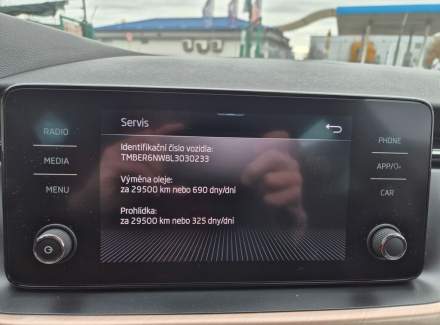 Servis
RADIO
MEDIA
MENU
Identifikační číslo vozidla:
TMBER6NW8L3030233
Výměna oleje:
za 29500 km nebo 690 dny/dní
Prohlídka:
za 29500 km nebo 325 dny/dní
PHONE
APP/
CAR